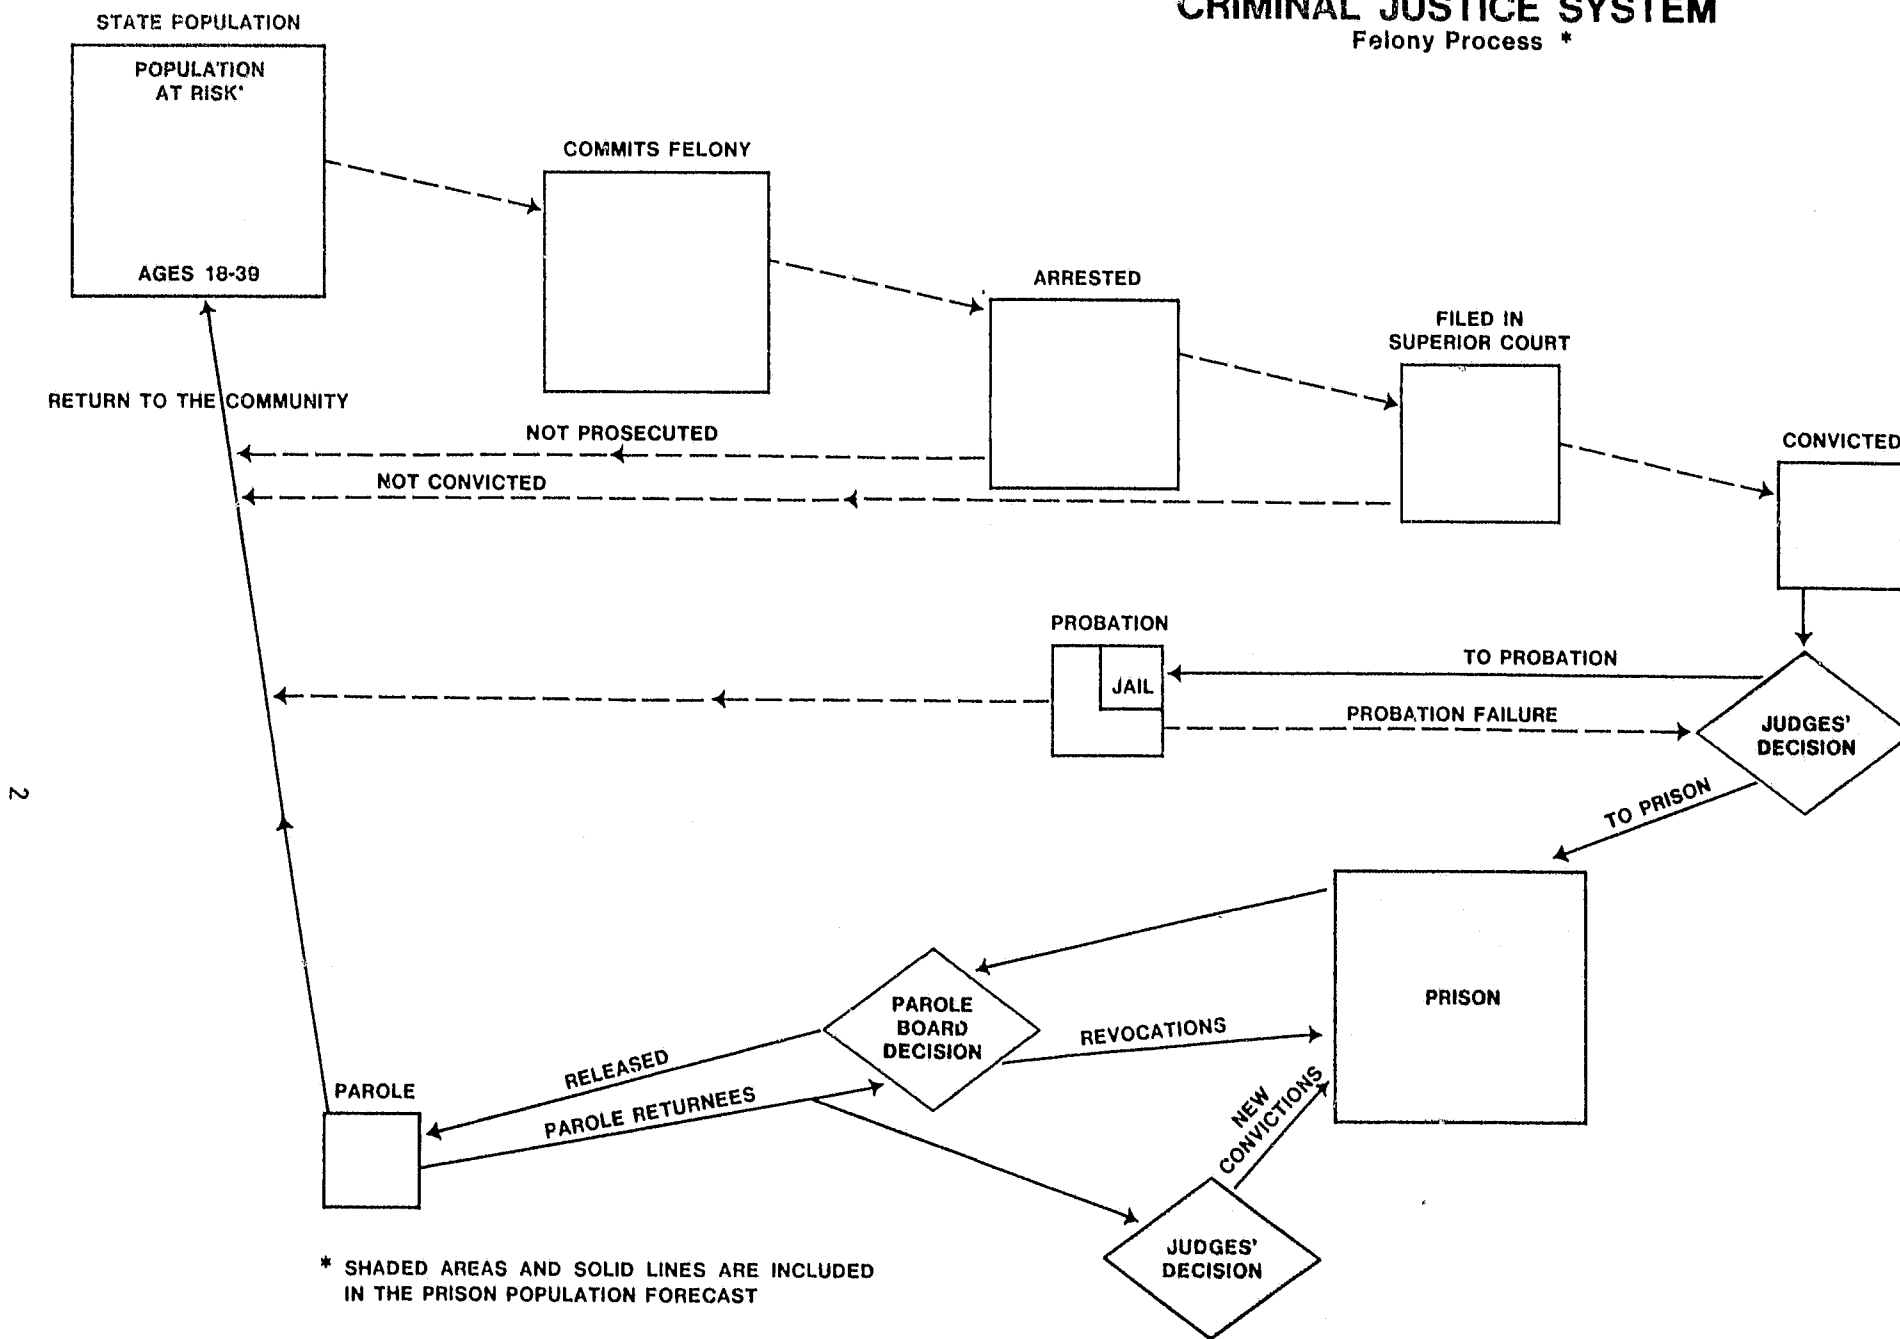 CRIMINAL JUSTICE SYSTEM
Felony Process *
STATE POPULATION
POPULATION
AT RISK*
AGES 18-39
COMMITS FELONY
ARRESTED
FILED IN
SUPERIOR COURT
CONVICTED
RETURN TO THE COMMUNITY
NOT PROSECUTED
NOT CONVICTED
PROBATION
JAIL
TO PROBATION
PROBATION FAILURE
JUDGES'
DECISION
TO PRISON
2
PRISON
PAROLE
BOARD
DECISION
REVOCATIONS
RELEASED
PAROLE RETURNEES
PAROLE
NEW
CONVICTIONS
JUDGES'
DECISION
* SHADED AREAS AND SOLID LINES ARE INCLUDED
IN THE PRISON POPULATION FORECAST